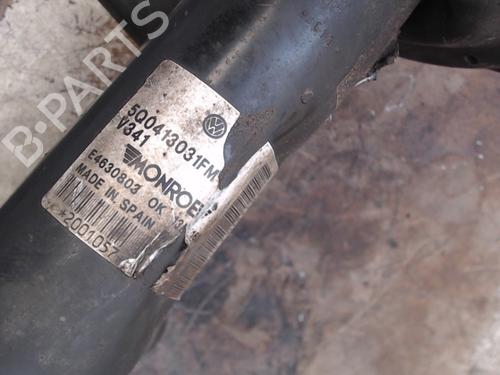 B-PARTS
5Q0413031FM
V341
MONROE
E4630803 OK
MADE IN SPAIN
*2001057